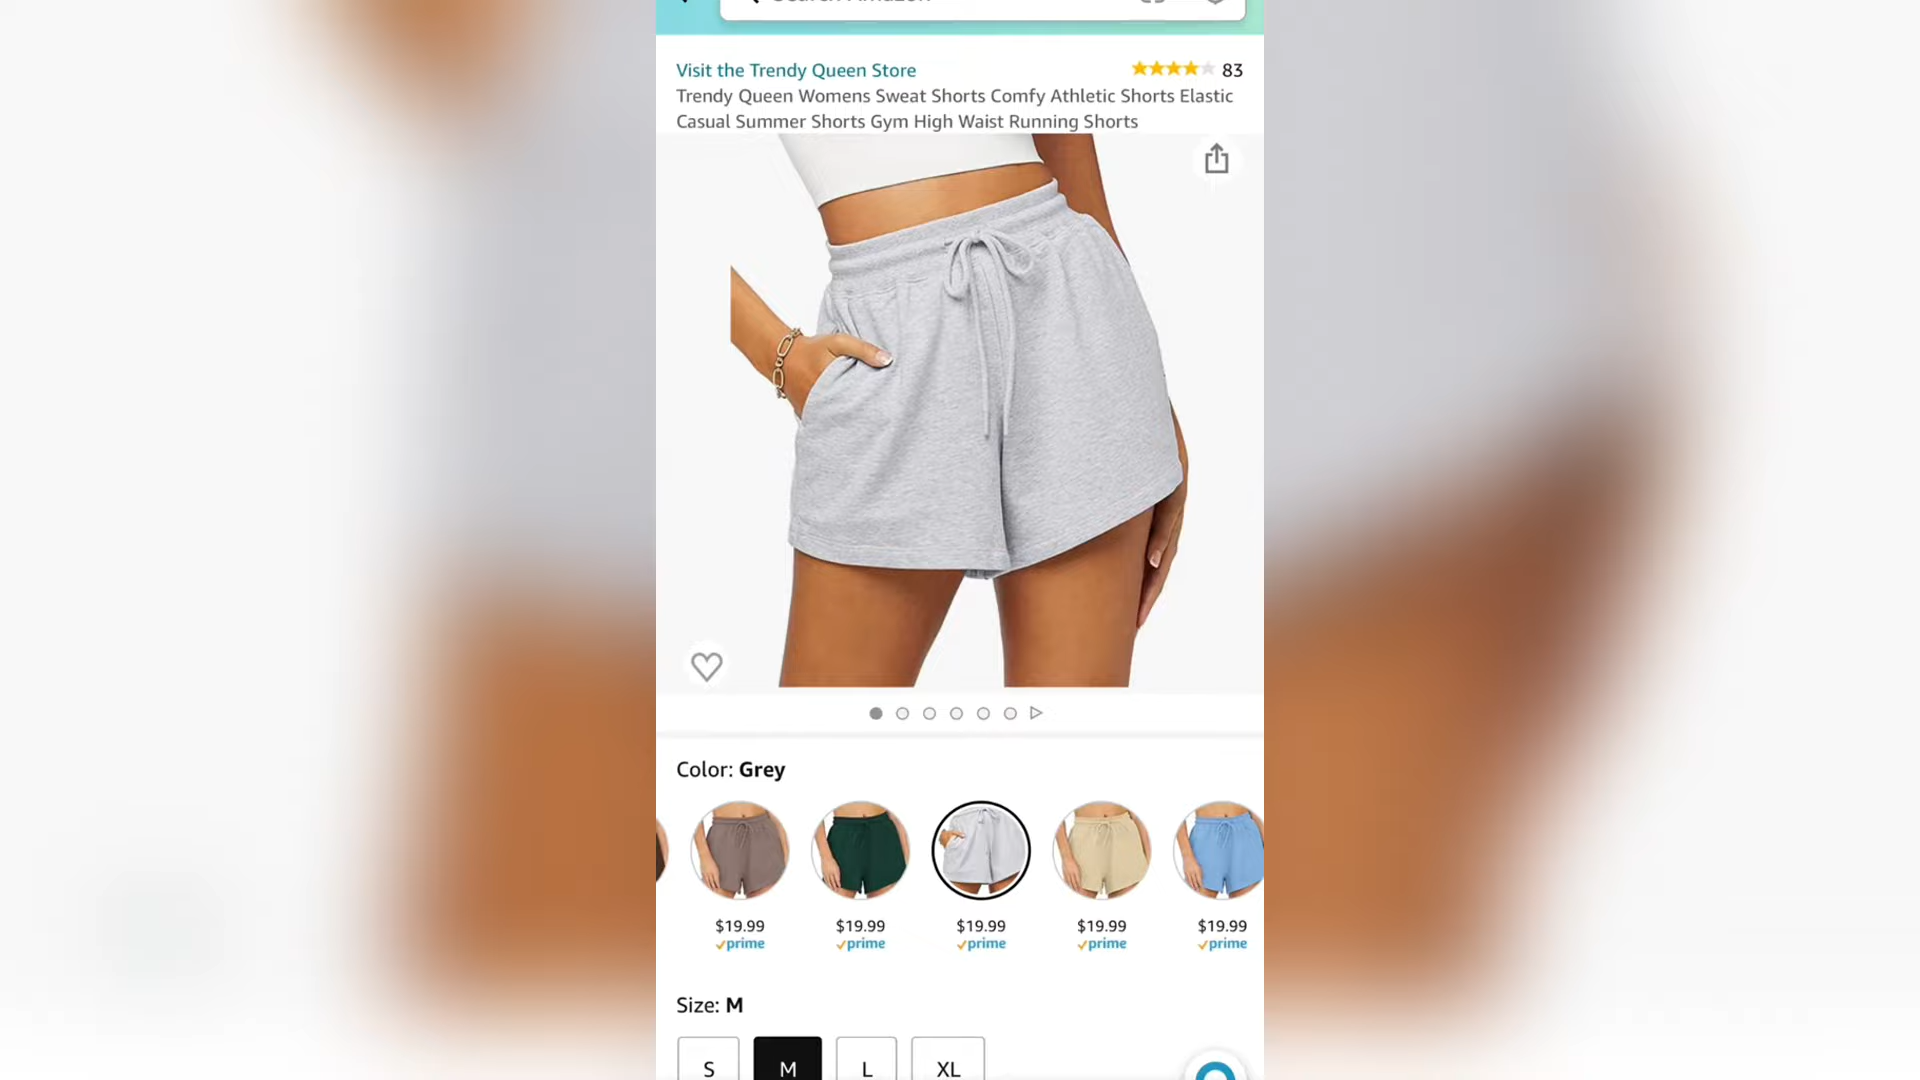 Visit the Trendy Queen Store
83
Trendy Queen Womens Sweat Shorts Comfy Athletic Shorts Elastic
Casual Summer Shorts Gym High Waist Running Shorts
Color: Grey
$19.99 $19.99 $19.99 $19.99 $19.99
prime prime prime prime prime
Size: M
S M L XL